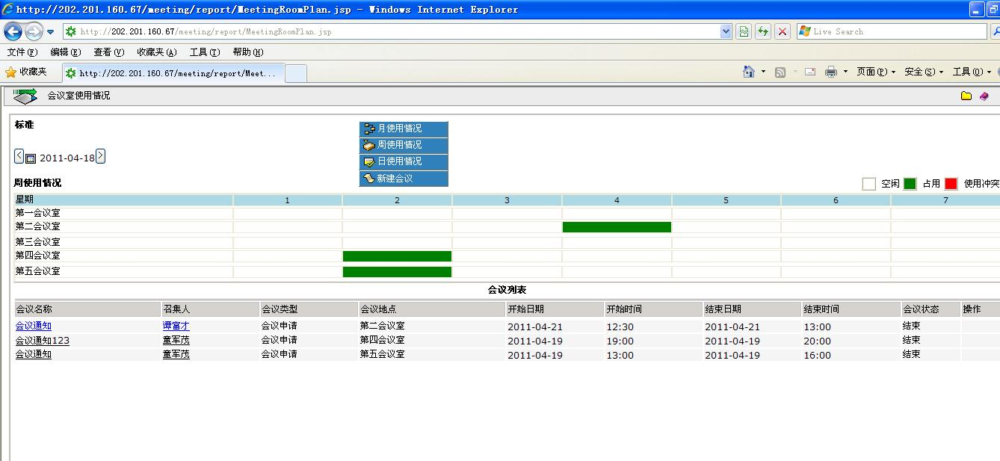 http://202.201.160.67/meeting/report/MeetingRoomPlan.jsp - Windows Internet Explorer
http://202.201.160.67/meeting/report/MeetingRoomPlan.jsp Live Search
文件(F) 编辑(E) 查看(V) 收藏夹(A) 工具(T) 帮助(H)
收藏夹 http://202.201.160.67/meeting/report/Meet... 页面(P) 安全(S) 工具(O)
会议室使用情况
标准
月使用情况
周使用情况
日使用情况
新建会议
< 2011-04-18 >
周使用情况 空闲 占用 使用冲突
星期 1 2 3 4 5 6 7
第一会议室
第二会议室
第三会议室
第四会议室
第五会议室
会议列表
会议名称 召集人 会议类型 会议地点 开始日期 开始时间 结束日期 结束时间 会议状态 操作
会议通知 谭富才 会议申请 第二会议室 2011-04-21 12:30 2011-04-21 13:00 结束
会议通知123 童军茂 会议申请 第四会议室 2011-04-19 19:00 2011-04-19 20:00 结束
会议通知 童军茂 会议申请 第五会议室 2011-04-19 13:00 2011-04-19 16:00 结束